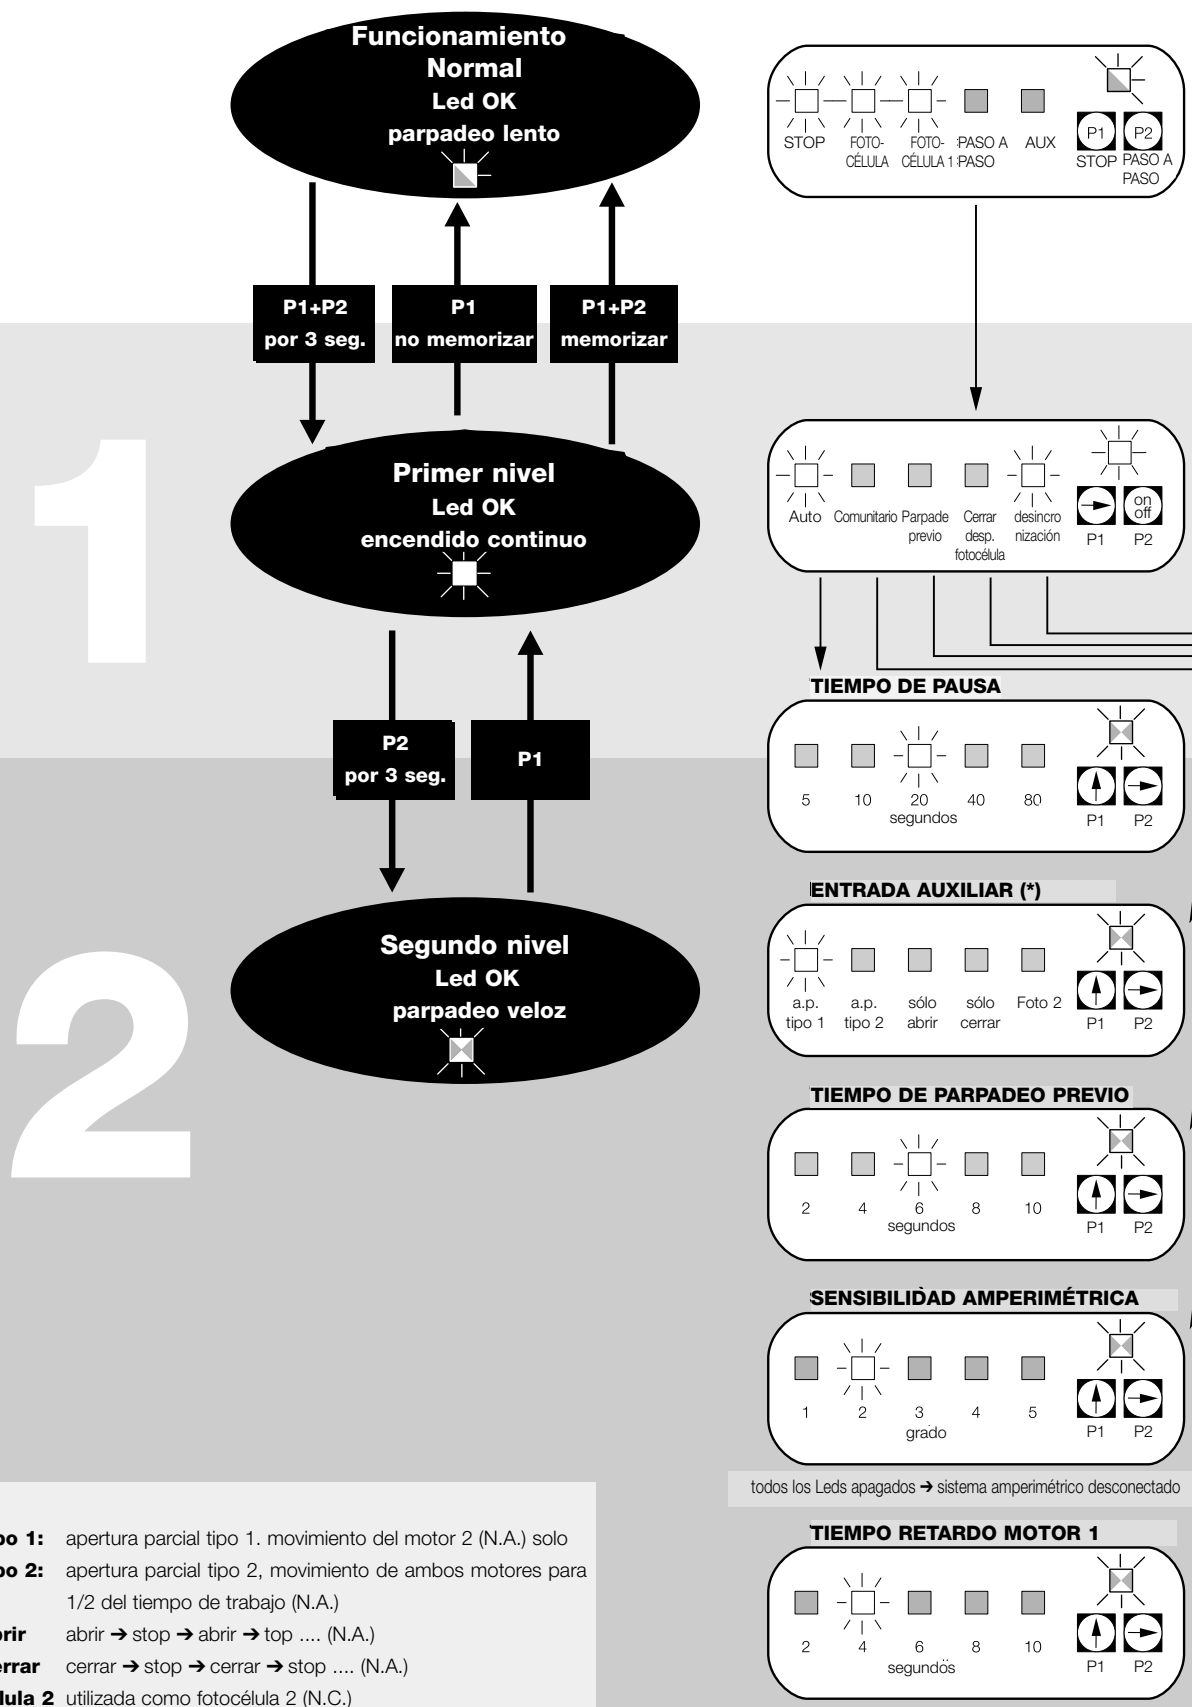 Funcionamiento
Normal
Led OK
parpadeo lento
P1+P2
por 3 seg.
P1
no memorizar
P1+P2
memorizar
1
Primer nivel
Led OK
encendido continuo
P2
por 3 seg.
P1
2
Segundo nivel
Led OK
parpadeo veloz
STOP
FOTO-
CÉLULA
FOTO-
CÉLULA 1
PASO A
PASO
AUX
P1
P2
STOP
PASO A
PASO
Auto
Comunitario
Parpade
previo
Cerrar
desp.
fotocélula
desincro
nización
on
off
P1
P2
TIEMPO DE PAUSA
5 10 20 40 80
segundos
P1 P2
ENTRADA AUXILIAR (*)
a.p.
tipo 1
a.p.
tipo 2
sólo
abrir
sólo
cerrar
Foto 2
P1 P2
TIEMPO DE PARPADEO PREVIO
2 4 6 8 10
segundos
P1 P2
SENSIBILIDAD AMPERIMÉTRICA
1 2 3 4 5
grado
P1 P2
todos los Leds apagados ➔ sistema amperimétrico desconectado
TIEMPO RETARDO MOTOR 1
2 4 6 8 10
segundos
P1 P2
po 1: apertura parcial tipo 1. movimiento del motor 2 (N.A.) solo
po 2: apertura parcial tipo 2, movimiento de ambos motores para
1/2 del tiempo de trabajo (N.A.)
rir abrir ➔ stop ➔ abrir ➔ top .... (N.A.)
errar cerrar ➔ stop ➔ cerrar ➔ stop .... (N.A.)
lula 2 utilizada como fotocélula 2 (N.C.)